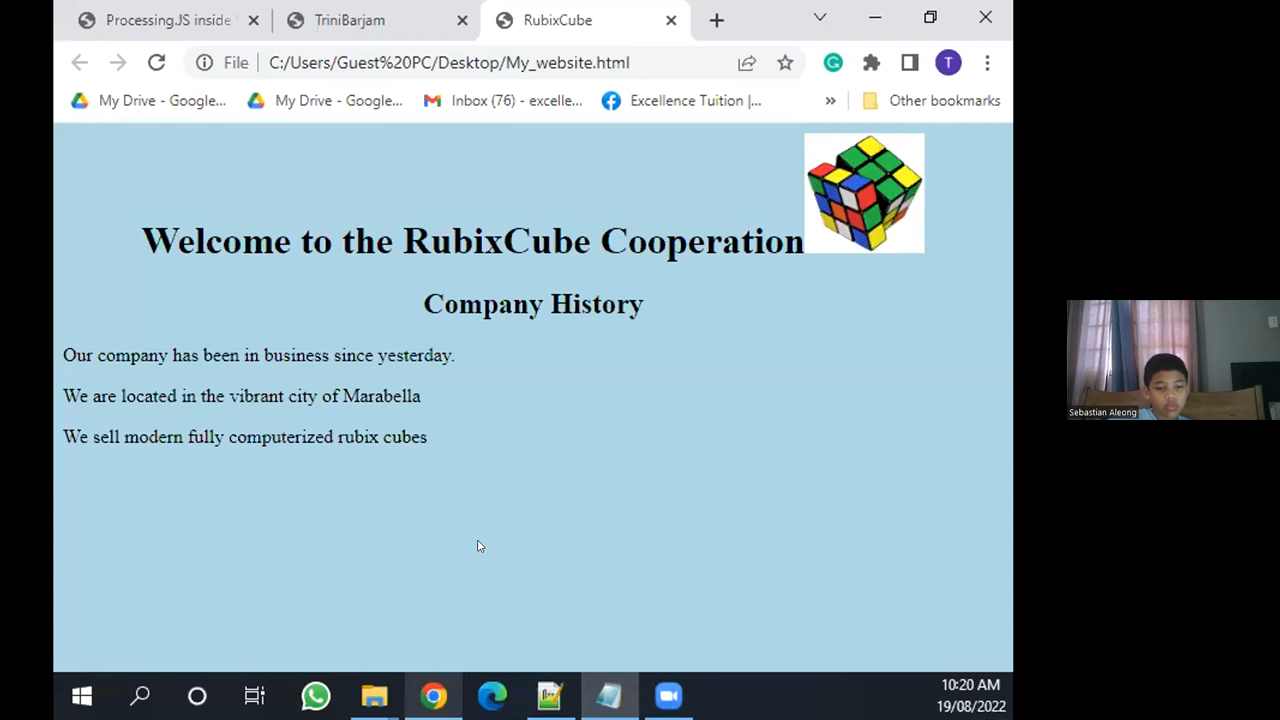 Processing.JS inside
TriniBarjam
RubixCube
File
C:/Users/Guest%20PC/Desktop/My_website.html
T
My Drive - Google...
My Drive - Google...
Inbox (76) - excelle...
Excellence Tuition |...
»
Other bookmarks
Welcome to the RubixCube Cooperation
Company History
Our company has been in business since yesterday.
We are located in the vibrant city of Marabella
We sell modern fully computerized rubix cubes
Sebastian Aleong
10:20 AM
19/08/2022